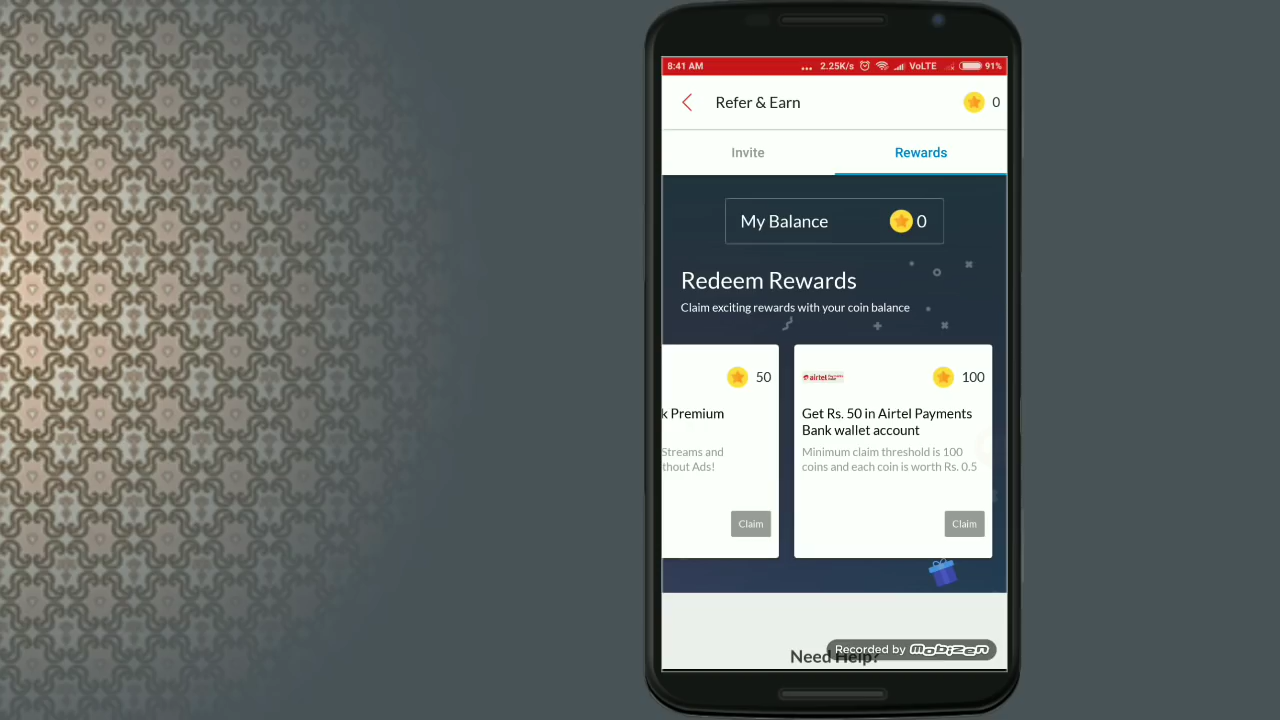 8:41 AM
... 2.25K/s VoLTE 91%
Refer & Earn
0
Invite
Rewards
My Balance
0
Redeem Rewards
Claim exciting rewards with your coin balance
50
k Premium
Streams and
thout Ads!
Claim
airtel
100
Get Rs. 50 in Airtel Payments
Bank wallet account
Minimum claim threshold is 100
coins and each coin is worth Rs. 0.5
Claim
Need Help?
Recorded by mobizen